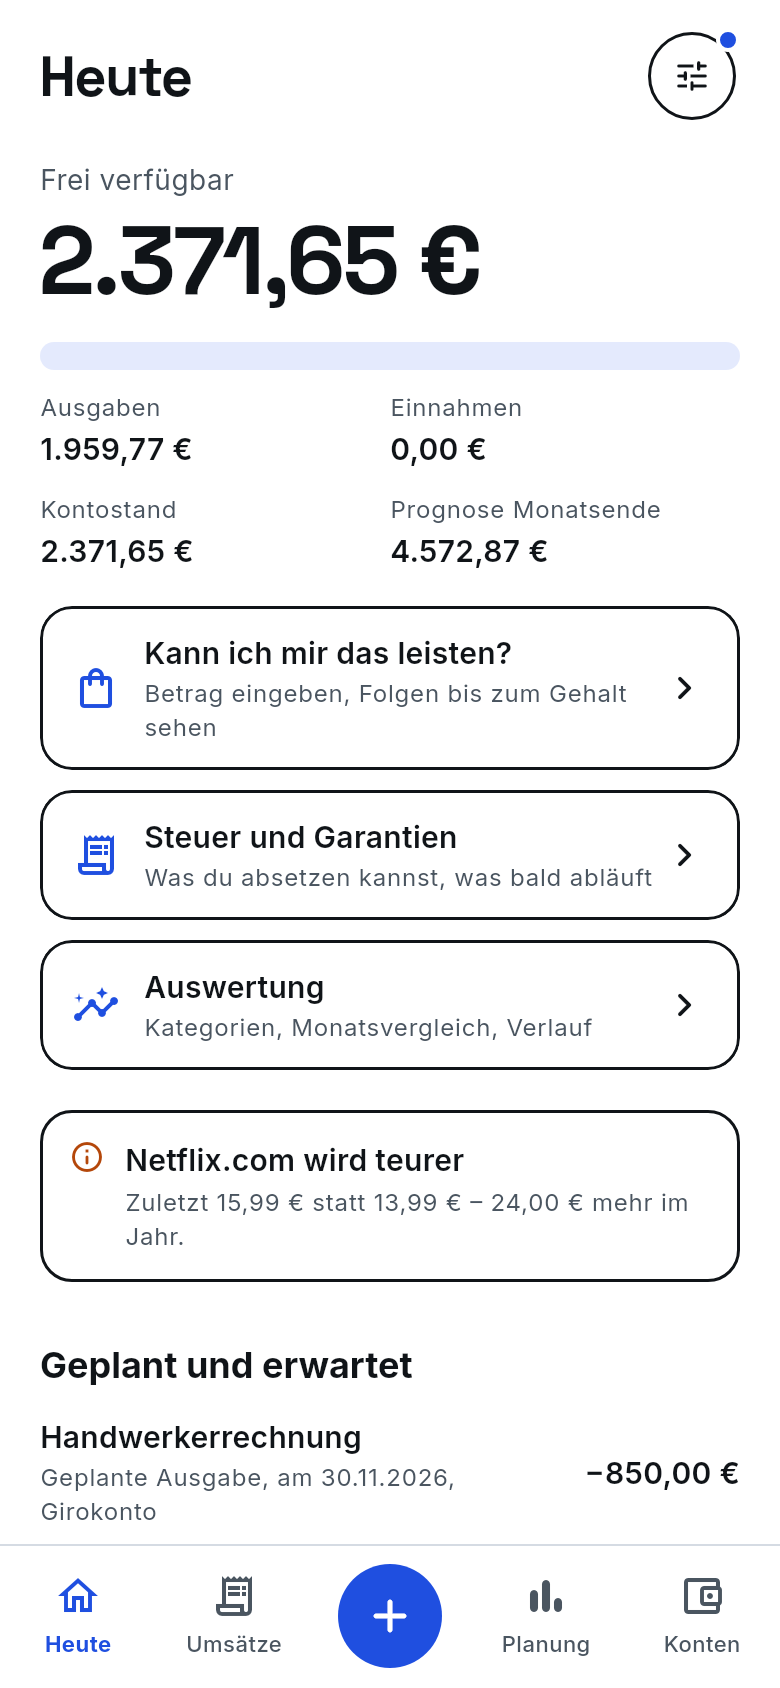 Heute
Frei verfügbar
2.371,65 €
Ausgaben
Einnahmen
1.959,77 €
0,00 €
Kontostand
Prognose Monatsende
2.371,65 €
4.572,87 €
Kann ich mir das leisten?
Betrag eingeben, Folgen bis zum Gehalt
sehen
Steuer und Garantien
Was du absetzen kannst, was bald abläuft
Auswertung
Kategorien, Monatsvergleich, Verlauf
Netflix.com wird teurer
Zuletzt 15,99 € statt 13,99 € – 24,00 € mehr im
Jahr.
Geplant und erwartet
Handwerkerrechnung
Geplante Ausgabe, am 30.11.2026,
Girokonto
−850,00 €
Heute
Umsätze
Planung
Konten